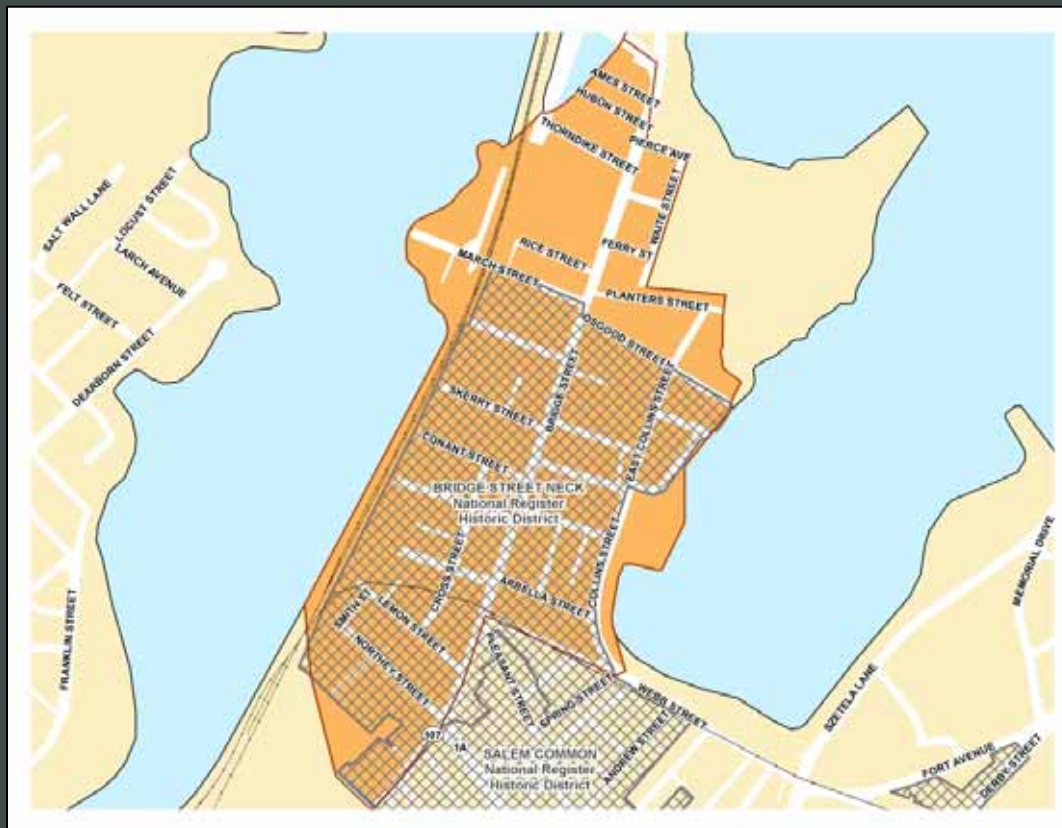 AMES STREET
HUBON STREET
THORNDIKE STREET
PIERCE AVE
SALT WALL LANE
LOCUST STREET
LARCH AVENUE
FELT STREET
DEARBORN STREET
WAITE STREET
RICE STREET
FERRY ST
MARCH STREET
PLANTERS STREET
OSGOOD STREET
BRIDGE STREET
SKERRY STREET
EAST COLLINS STREET
CONANT STREET
BRIDGE STREET NECK
National Register
Historic District
CROSS STREET
COLLINS STREET
ARBELLA STREET
MEMORIAL DRIVE
FRANKLIN STREET
SMITH ST
LEMON STREET
NORTHEY STREET
PLEASANT STREET
SPRING STREET
WEBB STREET
SZETELA LANE
ANDREW STREET
107
1A
SALEM COMMON
National Register
Historic District
FORT AVENUE
DERBY STREET